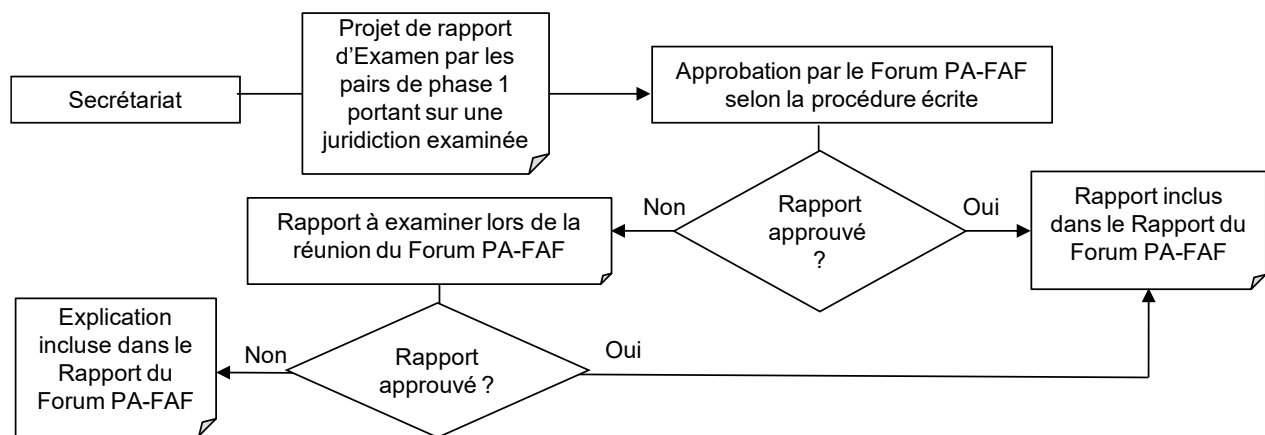 Secrétariat
Projet de rapport
d’Examen par les
pairs de phase 1
portant sur une
juridiction examinée
Approbation par le Forum PA-FAF
selon la procédure écrite
Rapport
approuvé
?
Non
Oui
Rapport inclus
dans le Rapport du
Forum PA-FAF
Rapport à examiner lors de la
réunion du Forum PA-FAF
Rapport
approuvé ?
Non
Oui
Explication
incluse dans le
Rapport du
Forum PA-FAF